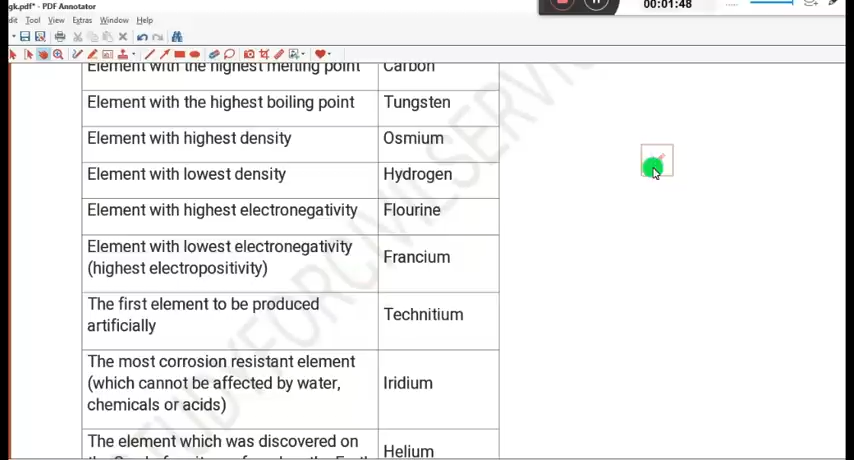 gk.pdf* - PDF Annotator
00:01:48
dit Tool View Extras Window Help
Element with the highest melting point Carbon
Element with the highest boiling point Tungsten
Element with highest density Osmium
Element with lowest density Hydrogen
Element with highest electronegativity Flourine
Element with lowest electronegativity
(highest electropositivity) Francium
The first element to be produced
artificially Technitium
The most corrosion resistant element
(which cannot be affected by water, Iridium
chemicals or acids)
The element which was discovered on Helium
STUDYFORCIVILSERVIC